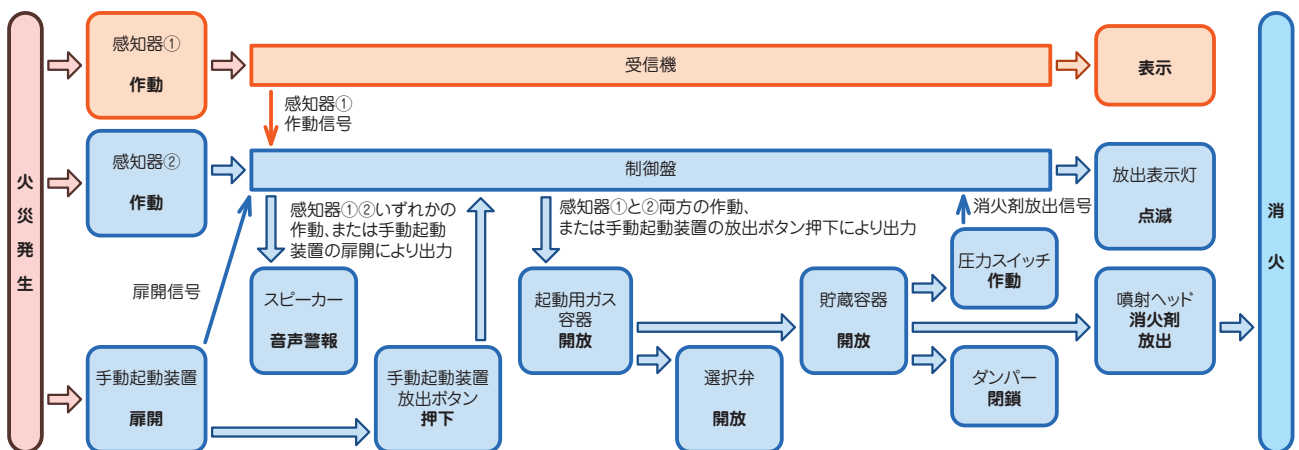 火災発生
感知器①
作動
受信機
表示
感知器①
作動信号
感知器②
作動
制御盤
放出表示灯
点滅
感知器①②いずれかの
作動、または手動起動
装置の扉開により出力
感知器①と②両方の作動、
または手動起動装置の放出ボタン押下により出力
消火剤放出信号
扉開信号
スピーカー
音声警報
起動用ガス
容器
開放
貯蔵容器
開放
圧力スイッチ
作動
噴射ヘッド
消火剤
放出
手動起動装置
扉開
手動起動装置
放出ボタン
押下
選択弁
開放
ダンパー
閉鎖
消火